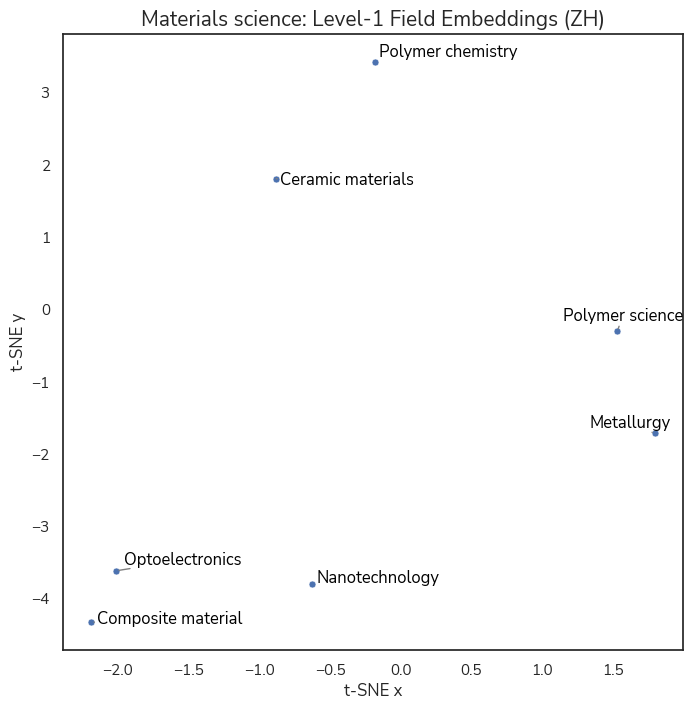 Materials science: Level-1 Field Embeddings (ZH)
Polymer chemistry
3
2
Ceramic materials
1
0
Polymer science
t-SNE y
−1
Metallurgy
−2
−3
Optoelectronics
Nanotechnology
−4
Composite material
−2.0 −1.5 −1.0 −0.5 0.0 0.5 1.0 1.5
t-SNE x